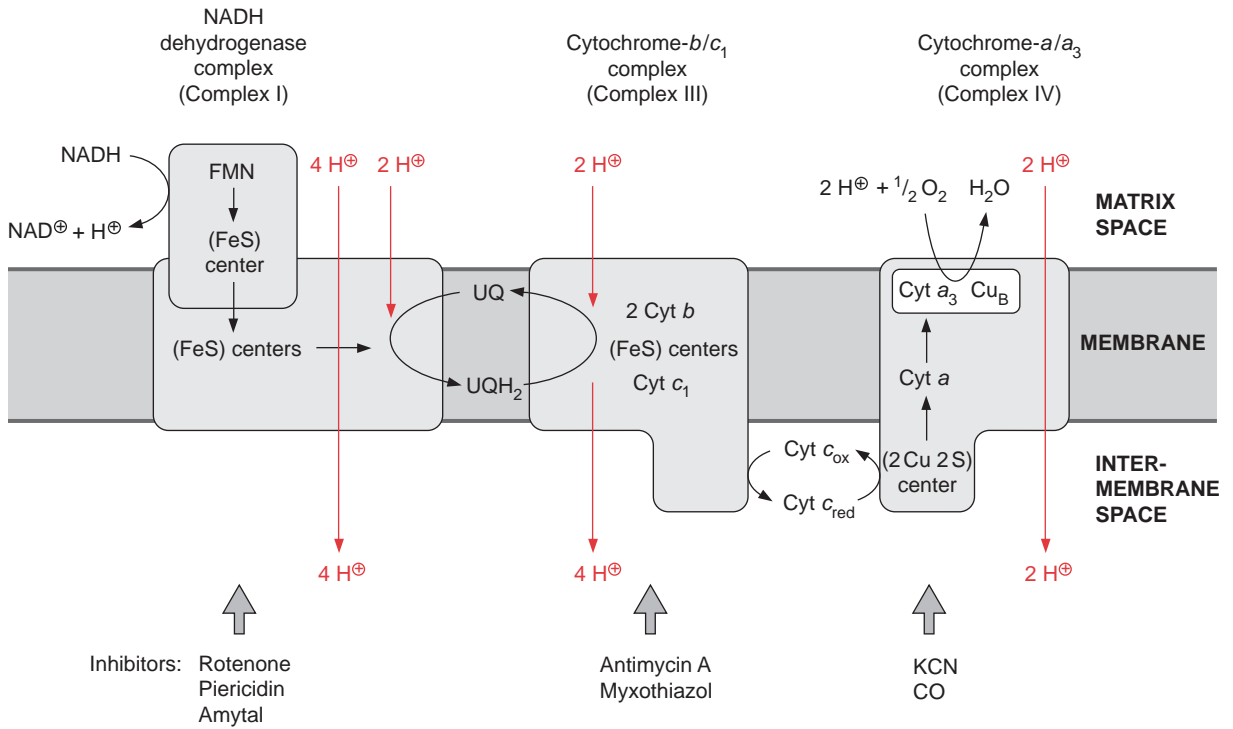 NADH
dehydrogenase
complex
(Complex I)
Cytochrome-b/c₁
complex
(Complex III)
Cytochrome-a/a₃
complex
(Complex IV)
NADH
NAD⊕ + H⊕
FMN
(FeS)
center
(FeS) centers
4 H⊕
2 H⊕
UQ
UQH₂
2 H⊕
2 Cyt b
(FeS) centers
Cyt c₁
2 H⊕ + 1/2 O₂
H₂O
2 H⊕
Cyt a₃ Cu_B
Cyt a
(2 Cu 2 S)
center
Cyt c_ox
Cyt c_red
MATRIX
SPACE
MEMBRANE
INTER-
MEMBRANE
SPACE
4 H⊕
4 H⊕
2 H⊕
Inhibitors: Rotenone
Piericidin
Amytal
Antimycin A
Myxothiazol
KCN
CO